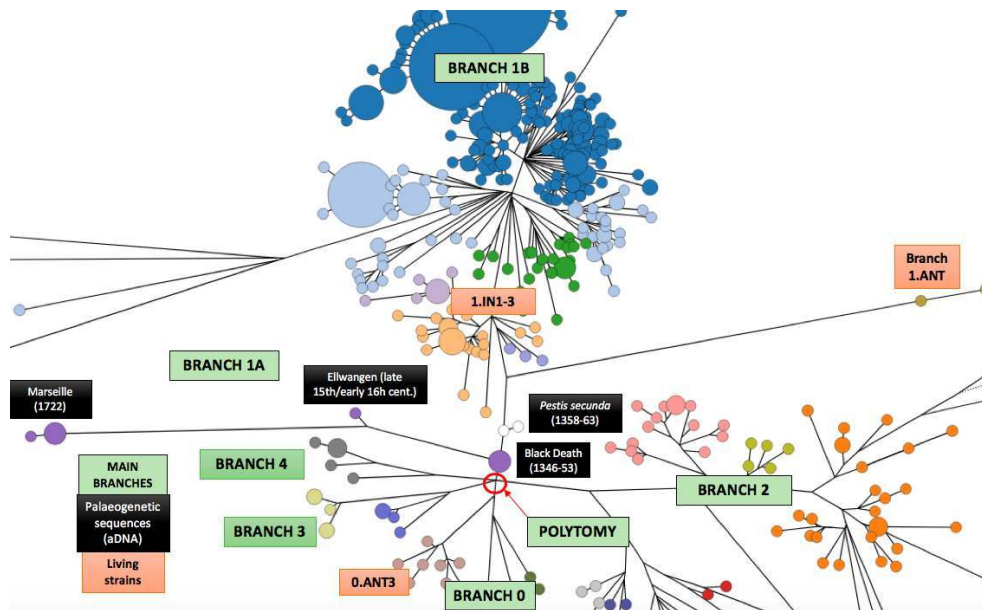 BRANCH 1B
Branch
1.ANT
1.IN1-3
BRANCH 1A
Ellwangen (late
15th/early 16h cent.)
Marseille
(1722)
Pestis secunda
(1358-63)
Black Death
(1346-53)
BRANCH 4
MAIN
BRANCHES
BRANCH 2
Palaeogenetic
sequences
(aDNA)
BRANCH 3
POLYTOMY
Living
strains
0.ANT3
BRANCH 0